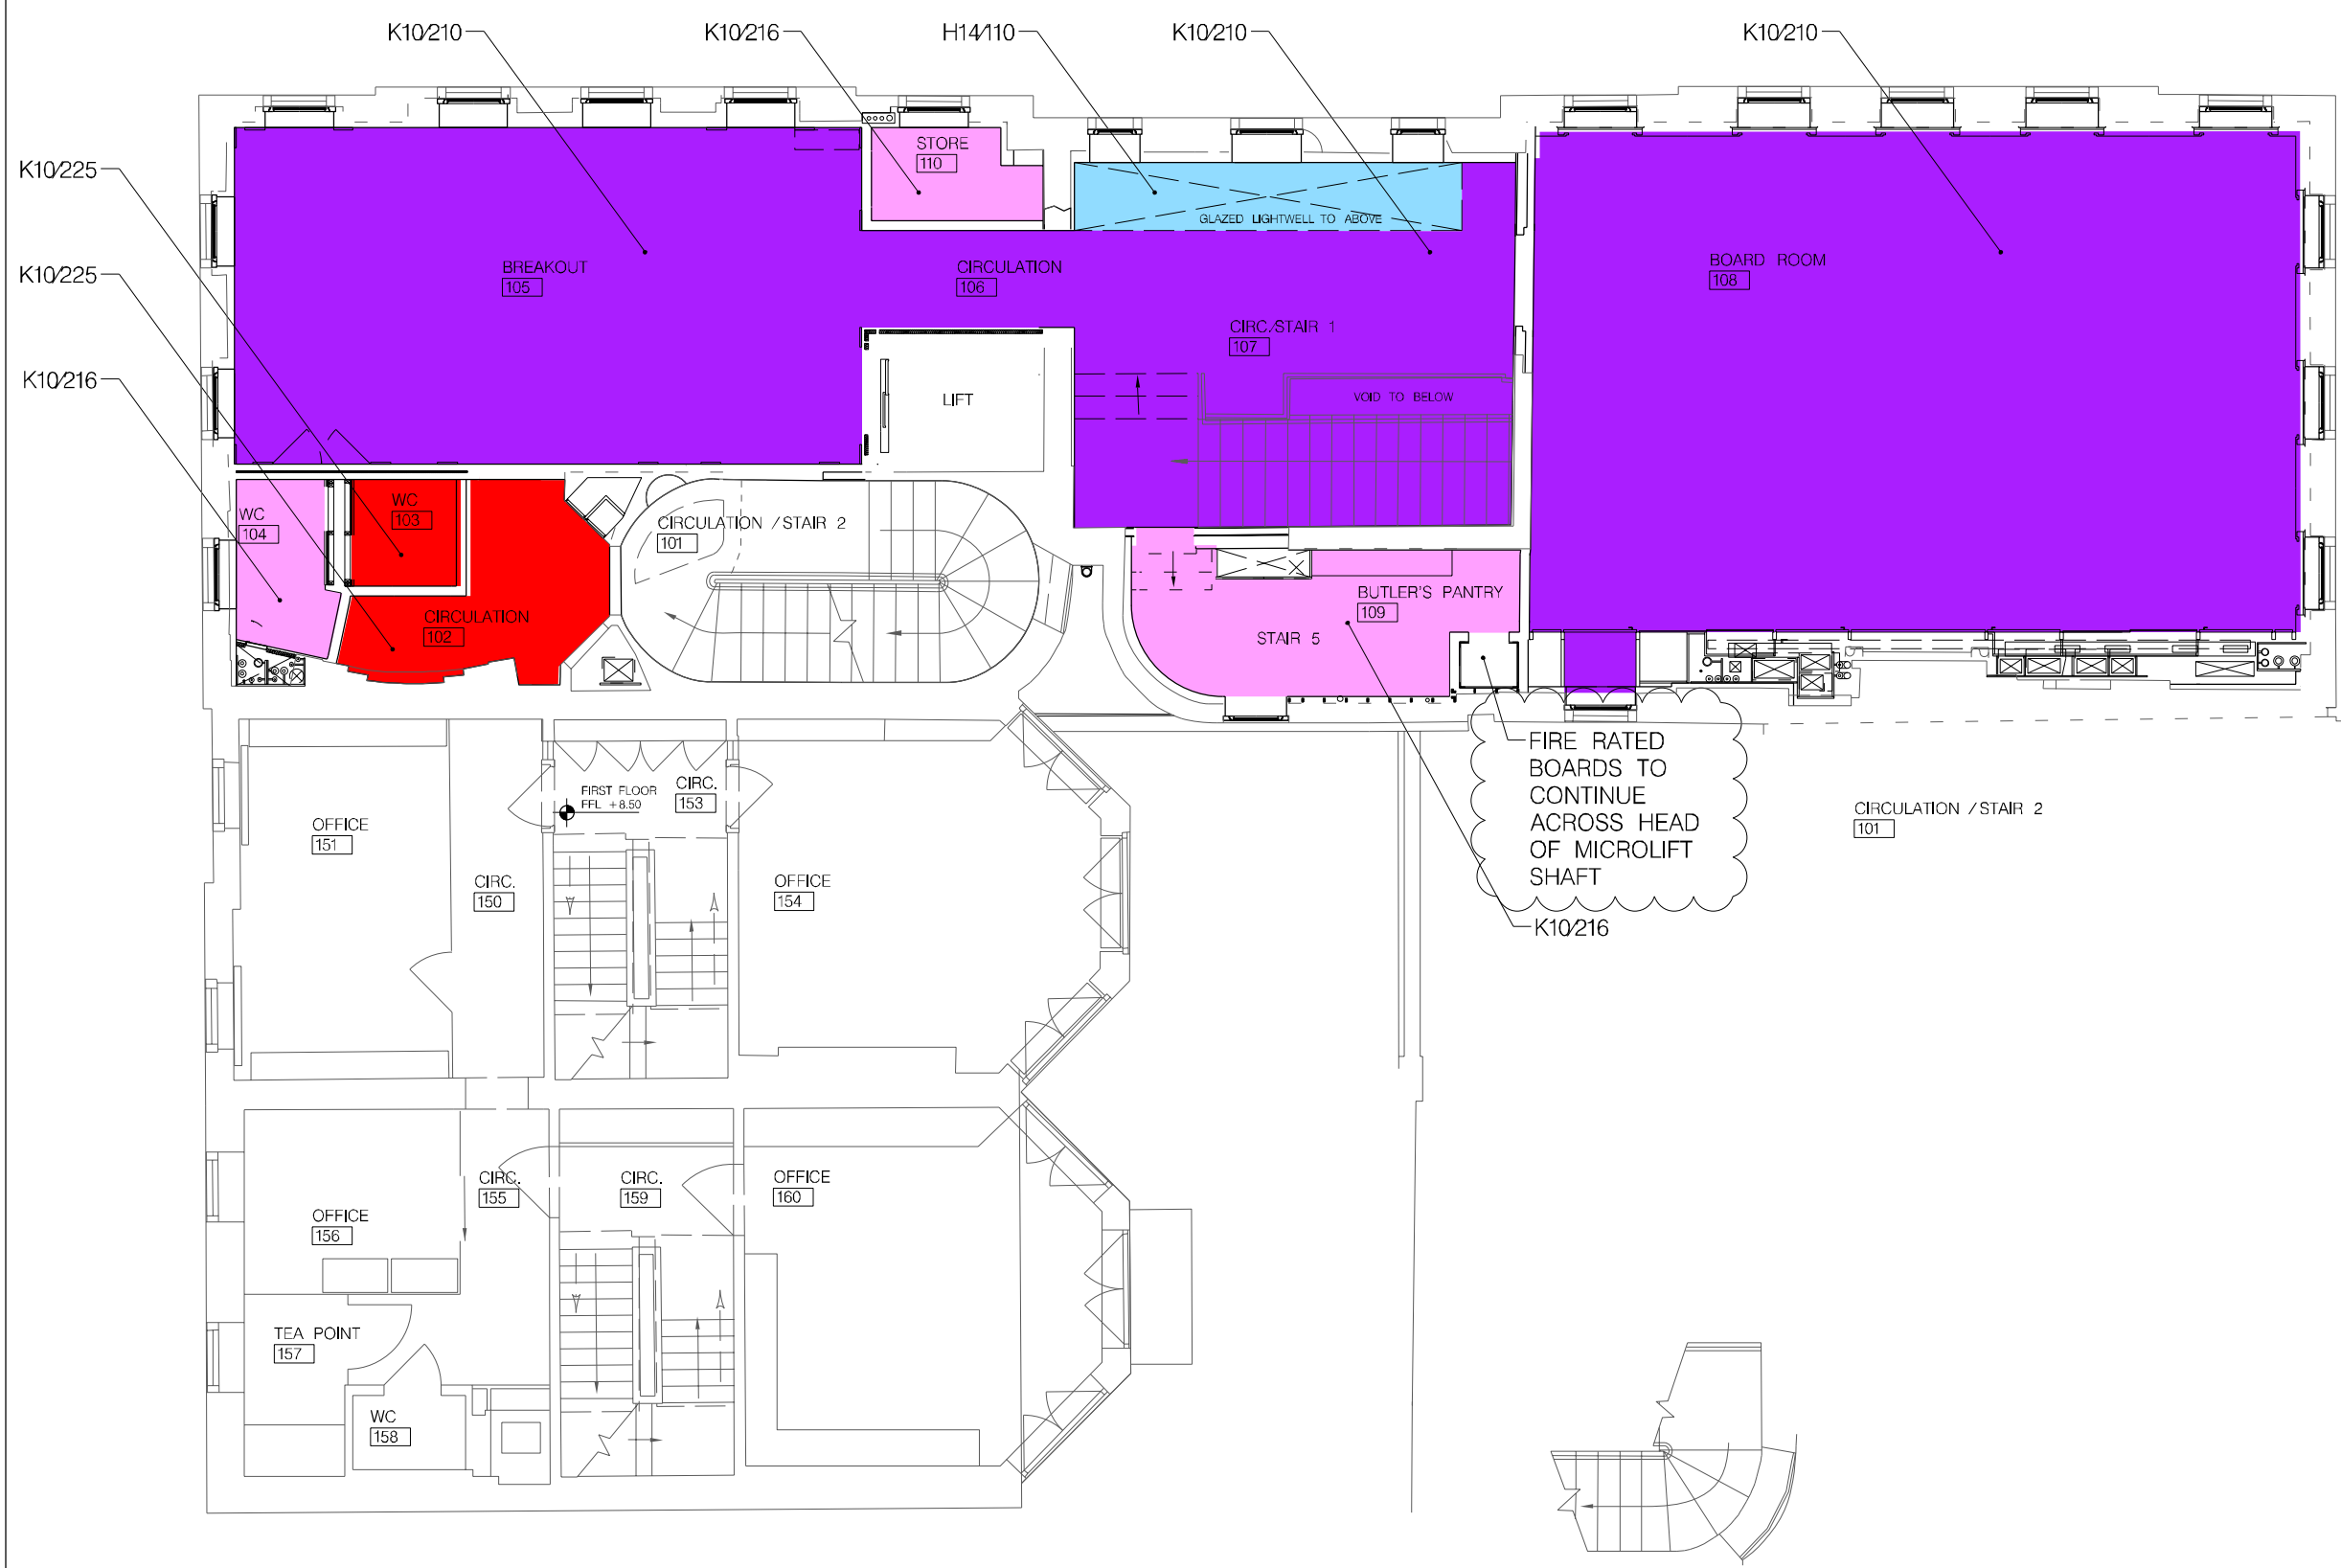 K10/210
K10/216
H14/110
K10/210
K10/210
STORE
110
K10/225
GLAZED LIGHTWELL TO ABOVE
BREAKOUT
105
CIRCULATION
106
BOARD ROOM
108
K10/225
CIRC/STAIR 1
107
K10/216
LIFT
VOID TO BELOW
WC
103
WC
104
CIRCULATION / STAIR 2
101
CIRCULATION
102
BUTLER'S PANTRY
109
STAIR 5
FIRE RATED
BOARDS TO
CONTINUE
ACROSS HEAD
OF MICROLIFT
SHAFT
K10/216
CIRCULATION / STAIR 2
101
FIRST FLOOR
FFL +8.50
CIRC.
153
OFFICE
151
CIRC.
150
OFFICE
154
CIRC.
155
CIRC.
159
OFFICE
160
OFFICE
156
TEA POINT
157
WC
158